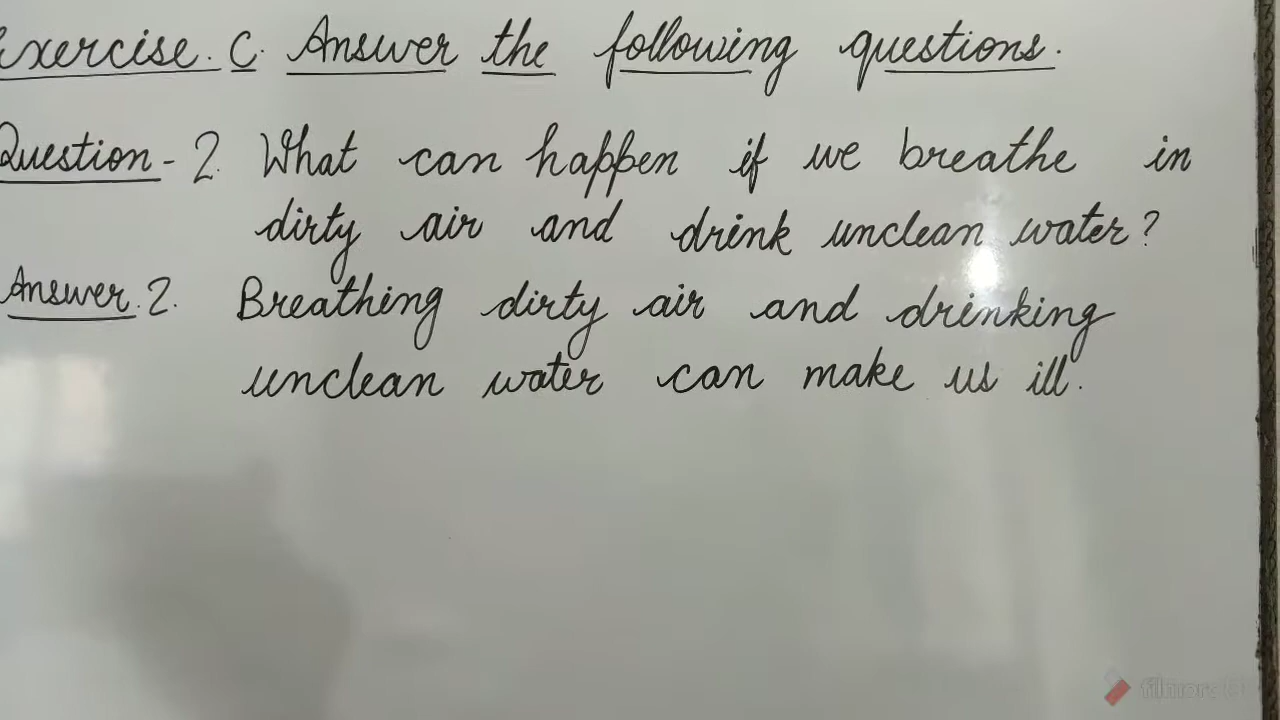 Exercise. C. Answer the following questions.
Question - 2. What can happen if we breathe in
dirty air and drink unclean water?
Answer. 2. Breathing dirty air and drinking
unclean water can make us ill.